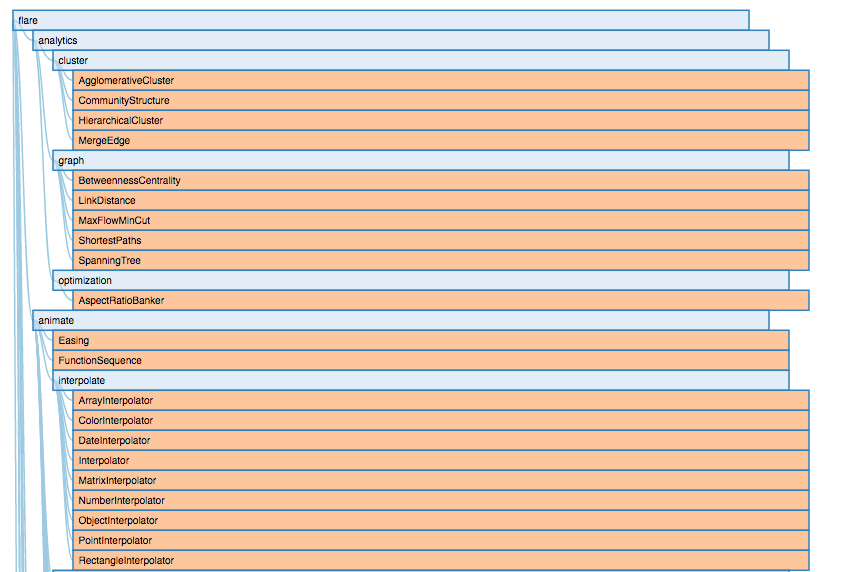 flare
analytics
cluster
AgglomerativeCluster
CommunityStructure
HierarchicalCluster
MergeEdge
graph
BetweennessCentrality
LinkDistance
MaxFlowMinCut
ShortestPaths
SpanningTree
optimization
AspectRatioBanker
animate
Easing
FunctionSequence
interpolate
ArrayInterpolator
ColorInterpolator
DateInterpolator
Interpolator
MatrixInterpolator
NumberInterpolator
ObjectInterpolator
PointInterpolator
RectangleInterpolator